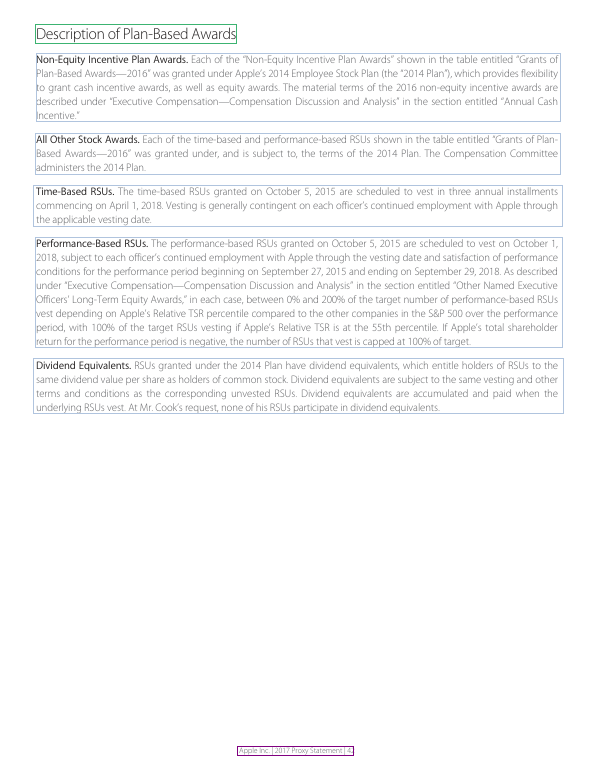 Description of Plan-Based Awards
Non-Equity Incentive Plan Awards. Each of the “Non-Equity Incentive Plan Awards” shown in the table entitled “Grants of
Plan-Based Awards—2016” was granted under Apple’s 2014 Employee Stock Plan (the “2014 Plan”), which provides flexibility
to grant cash incentive awards, as well as equity awards. The material terms of the 2016 non-equity incentive awards are
described under “Executive Compensation—Compensation Discussion and Analysis” in the section entitled “Annual Cash
Incentive.”
All Other Stock Awards. Each of the time-based and performance-based RSUs shown in the table entitled “Grants of Plan-
Based Awards—2016” was granted under, and is subject to, the terms of the 2014 Plan. The Compensation Committee
administers the 2014 Plan.
Time-Based RSUs. The time-based RSUs granted on October 5, 2015 are scheduled to vest in three annual installments
commencing on April 1, 2018. Vesting is generally contingent on each officer’s continued employment with Apple through
the applicable vesting date.
Performance-Based RSUs. The performance-based RSUs granted on October 5, 2015 are scheduled to vest on October 1,
2018, subject to each officer’s continued employment with Apple through the vesting date and satisfaction of performance
conditions for the performance period beginning on September 27, 2015 and ending on September 29, 2018. As described
under “Executive Compensation—Compensation Discussion and Analysis” in the section entitled “Other Named Executive
Officers’ Long-Term Equity Awards,” in each case, between 0% and 200% of the target number of performance-based RSUs
vest depending on Apple’s Relative TSR percentile compared to the other companies in the S&P 500 over the performance
period, with 100% of the target RSUs vesting if Apple’s Relative TSR is at the 55th percentile. If Apple’s total shareholder
return for the performance period is negative, the number of RSUs that vest is capped at 100% of target.
Dividend Equivalents. RSUs granted under the 2014 Plan have dividend equivalents, which entitle holders of RSUs to the
same dividend value per share as holders of common stock. Dividend equivalents are subject to the same vesting and other
terms and conditions as the corresponding unvested RSUs. Dividend equivalents are accumulated and paid when the
underlying RSUs vest. At Mr. Cook’s request, none of his RSUs participate in dividend equivalents.
Apple Inc. | 2017 Proxy Statement |